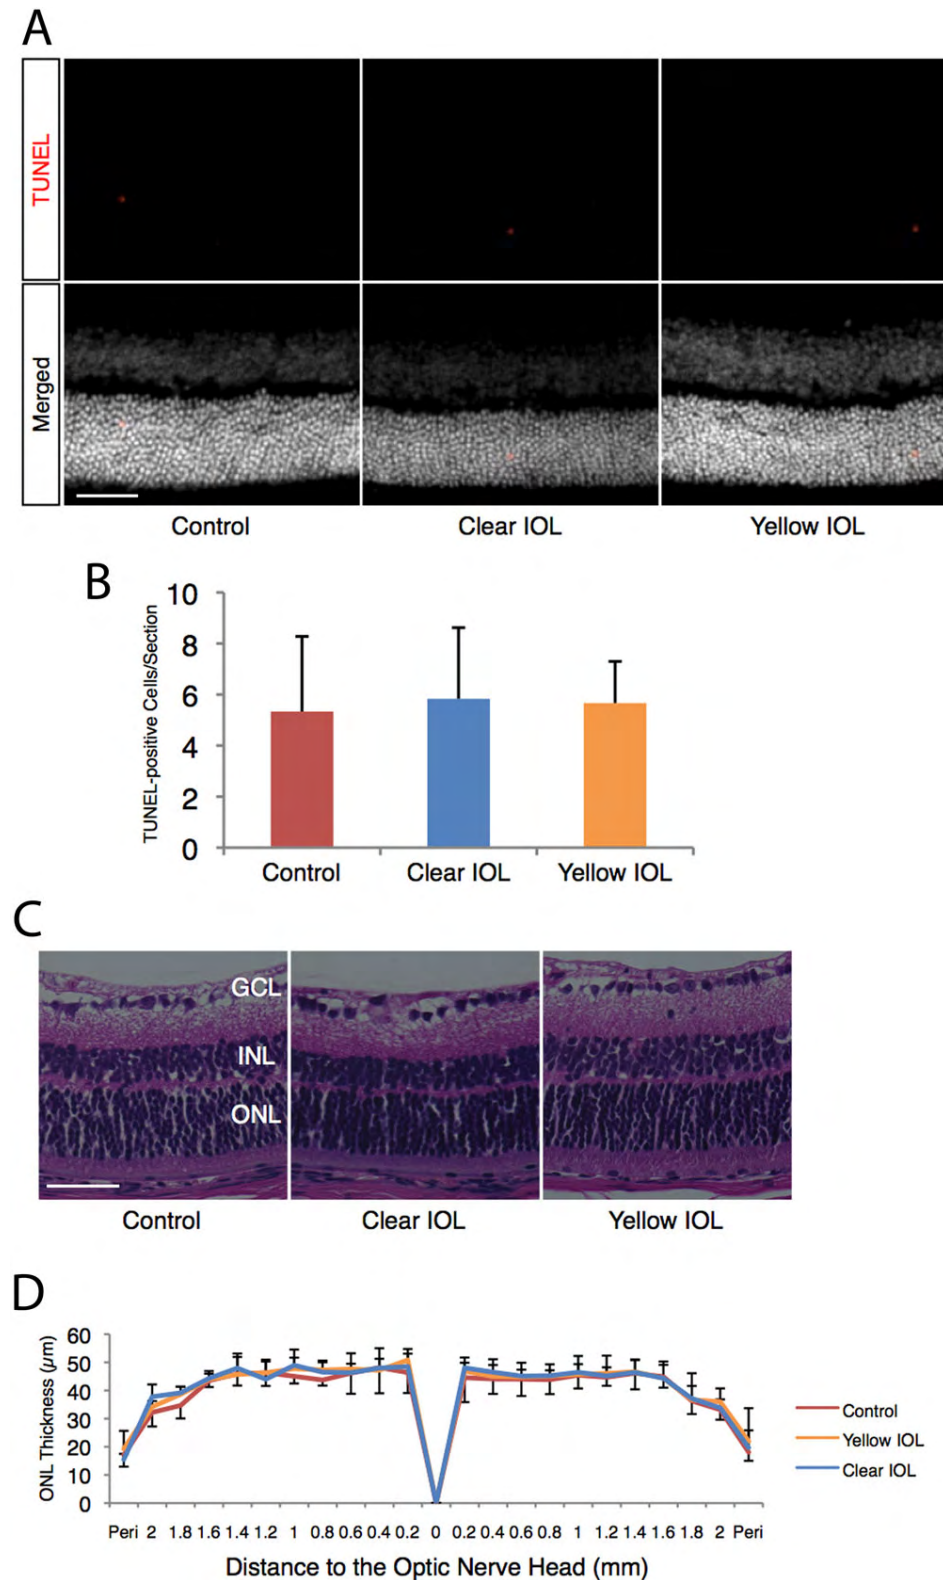 A
TUNEL
Merged
Control Clear IOL Yellow IOL
B
TUNEL-positive Cells/Section
10
8
6
4
2
0
Control Clear IOL Yellow IOL
C
GCL
INL
ONL
Control Clear IOL Yellow IOL
D
ONL Thickness (µm)
60
50
40
30
20
10
0
Peri 2 1.8 1.6 1.4 1.2 1 0.8 0.6 0.4 0.2 0 0.2 0.4 0.6 0.8 1 1.2 1.4 1.6 1.8 2 Peri
Distance to the Optic Nerve Head (mm)
Control
Yellow IOL
Clear IOL